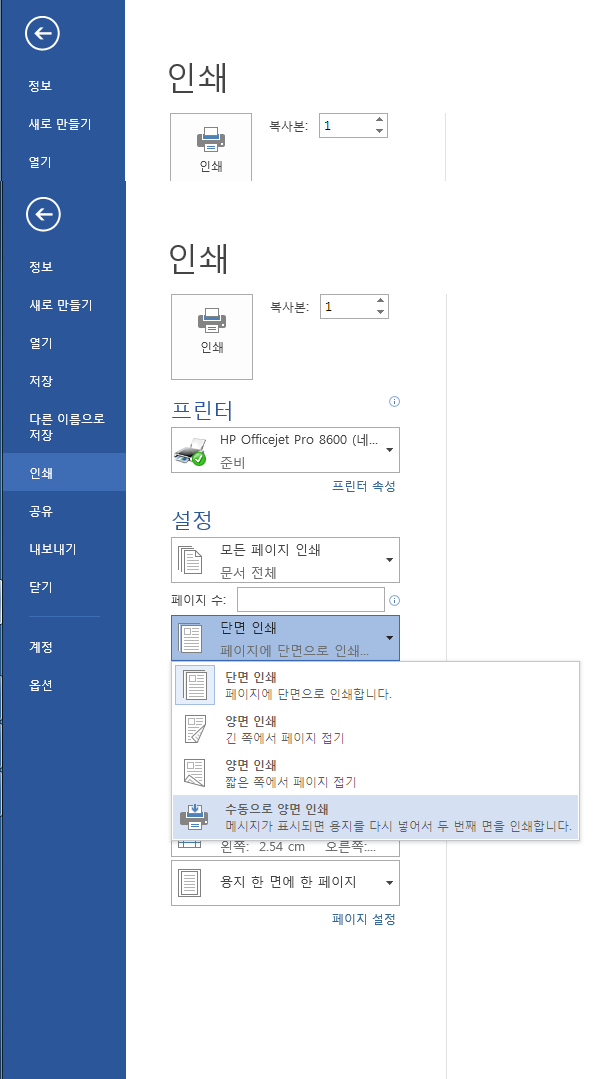 정보
새로 만들기
열기
인쇄
인쇄
복사본: 1
정보
새로 만들기
열기
저장
다른 이름으로
저장
인쇄
공유
내보내기
닫기
계정
옵션
인쇄
인쇄
복사본: 1
프린터
HP Officejet Pro 8600 (네...
준비
프린터 속성
설정
모든 페이지 인쇄
문서 전체
페이지 수:
단면 인쇄
페이지에 단면으로 인쇄...
단면 인쇄
페이지에 단면으로 인쇄합니다.
양면 인쇄
긴 쪽에서 페이지 접기
양면 인쇄
짧은 쪽에서 페이지 접기
수동으로 양면 인쇄
메시지가 표시되면 용지를 다시 넣어서 두 번째 면을 인쇄합니다.
왼쪽: 2.54 cm 오른쪽:...
용지 한 면에 한 페이지
페이지 설정